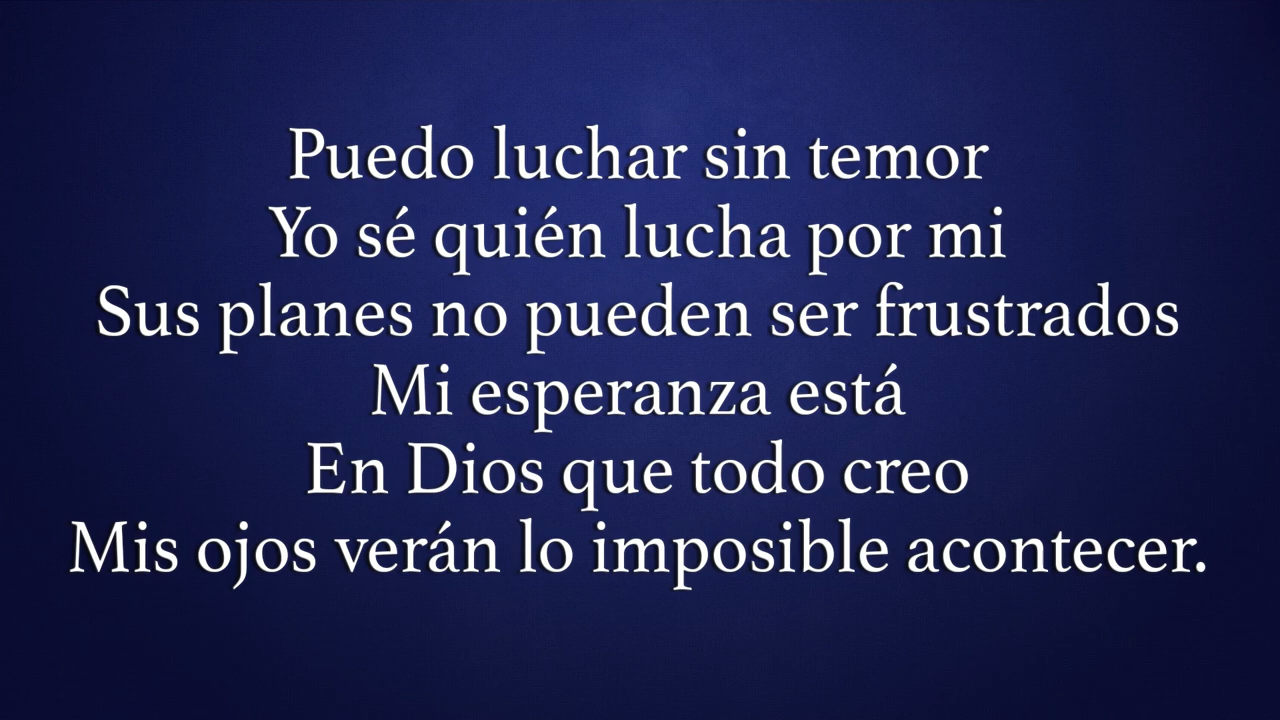 Puedo luchar sin temor
Yo sé quién lucha por mi
Sus planes no pueden ser frustrados
Mi esperanza está
En Dios que todo creo
Mis ojos verán lo imposible acontecer.